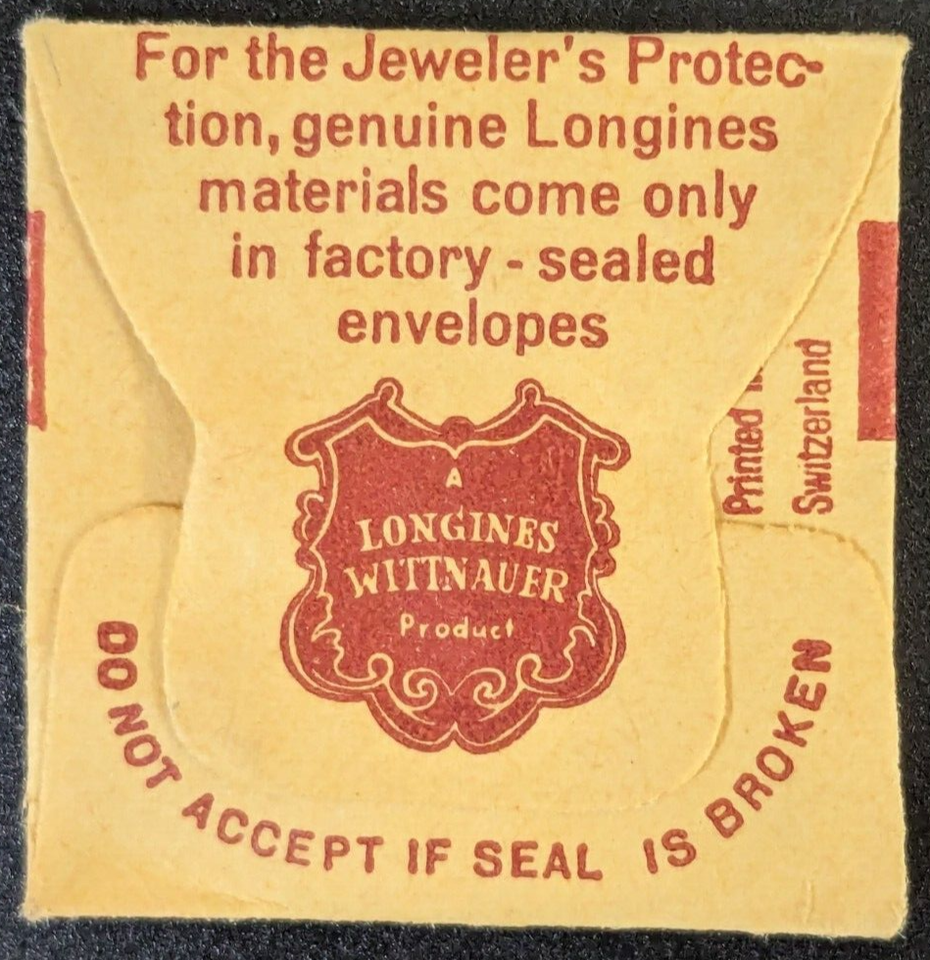 For the Jeweler's Protec-
tion, genuine Longines
materials come only
in factory - sealed
envelopes
A
LONGINES
WITTNAUER
Product
Printed
Switzerland
DO NOT ACCEPT IF SEAL IS BROKEN